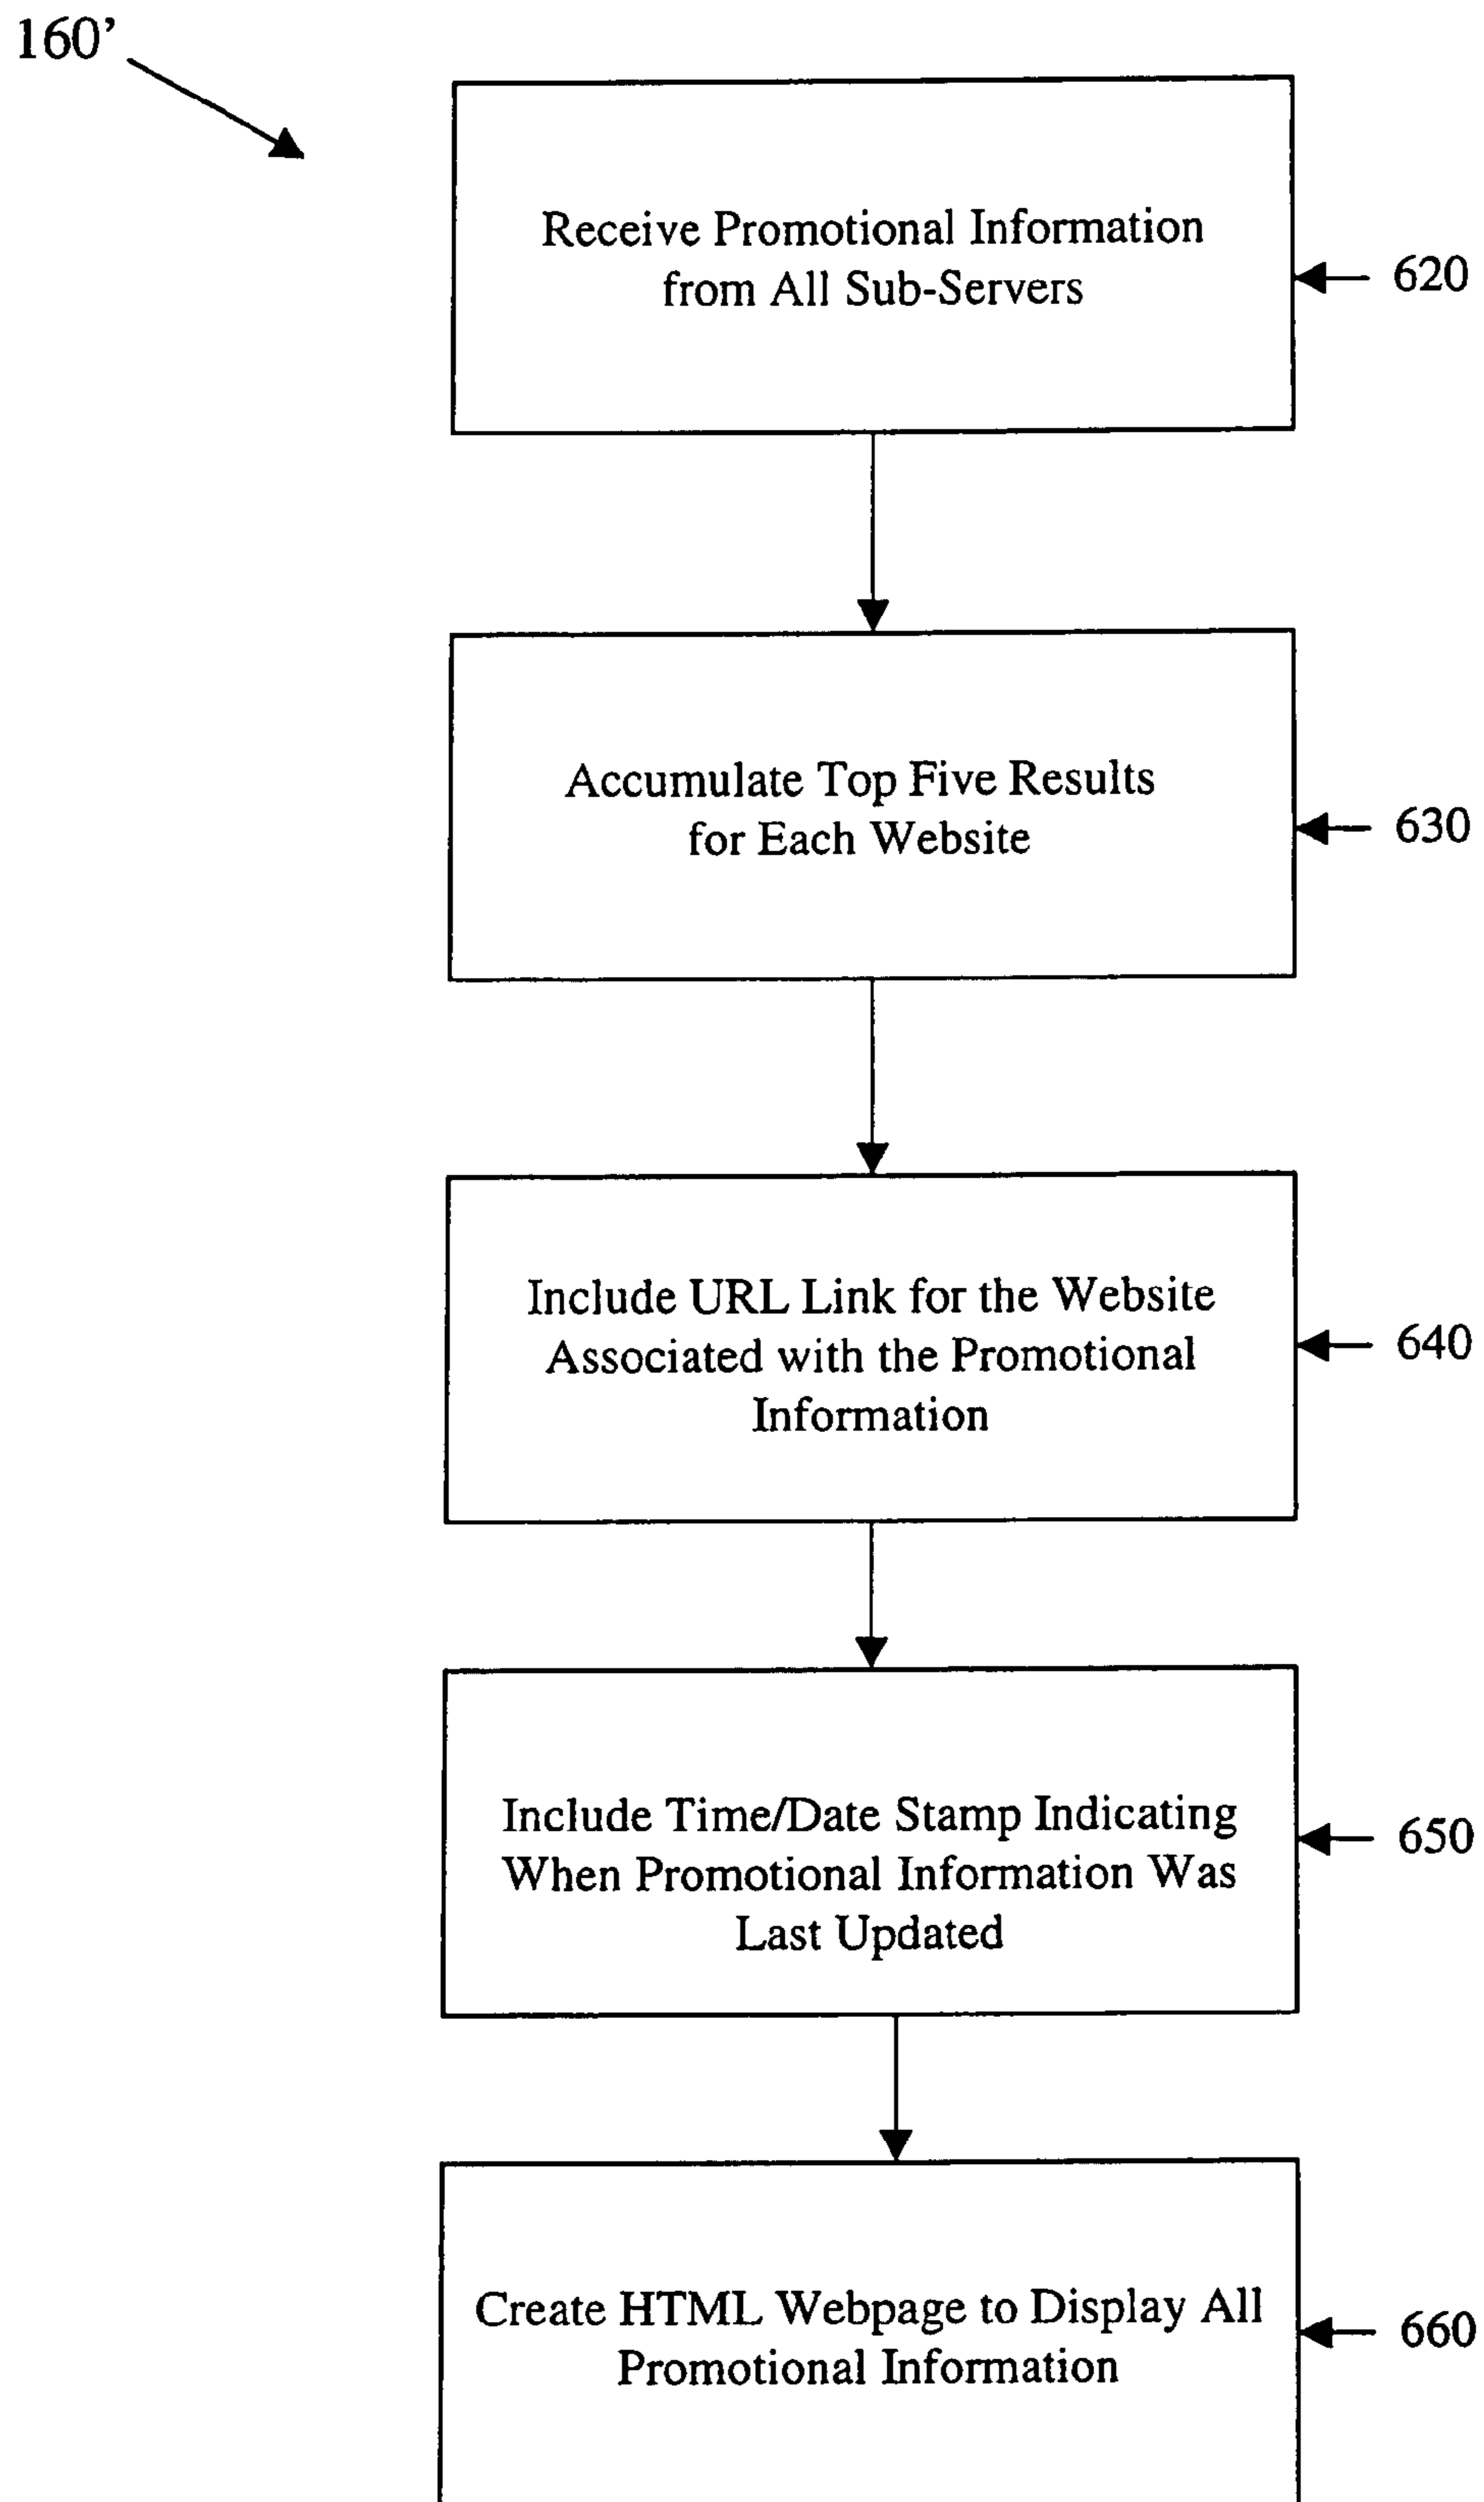 160’
Receive Promotional Information
from All Sub-Servers
620
Accumulate Top Five Results
for Each Website
630
Include URL Link for the Website
Associated with the Promotional
Information
640
Include Time/Date Stamp Indicating
When Promotional Information Was
Last Updated
650
Create HTML Webpage to Display All
Promotional Information
660